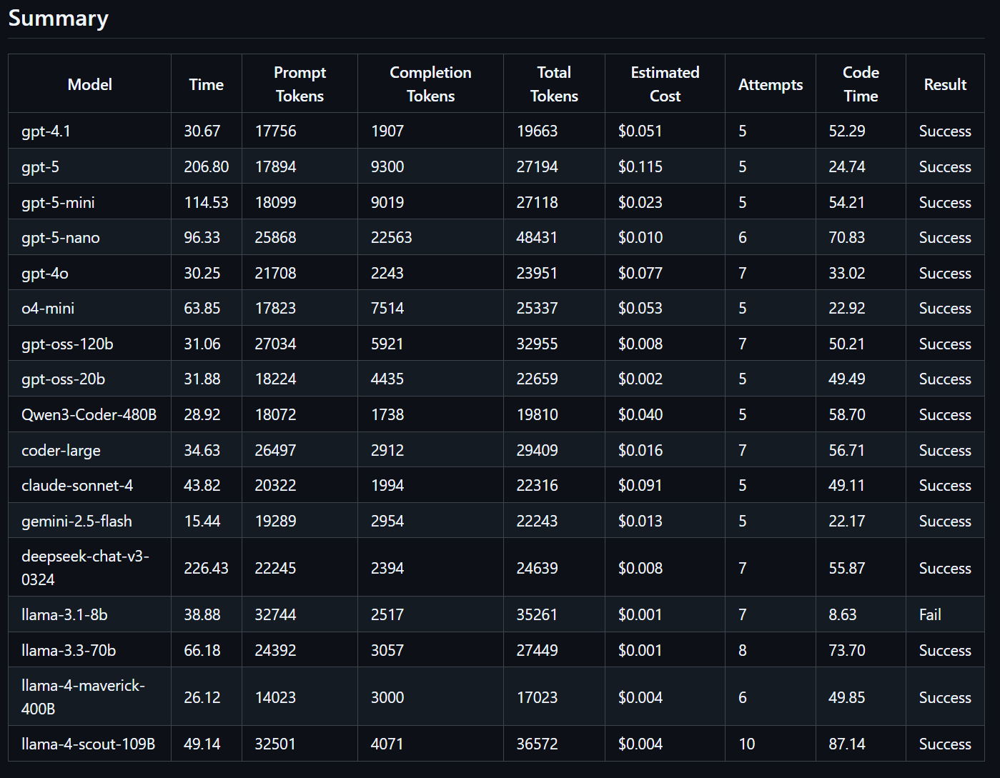 Summary
Model Time Prompt Tokens Completion Tokens Total Tokens Estimated Cost Attempts Code Time Result
gpt-4.1 30.67 17756 1907 19663 $0.051 5 52.29 Success
gpt-5 206.80 17894 9300 27194 $0.115 5 24.74 Success
gpt-5-mini 114.53 18099 9019 27118 $0.023 5 54.21 Success
gpt-5-nano 96.33 25868 22563 48431 $0.010 6 70.83 Success
gpt-4o 30.25 21708 2243 23951 $0.077 7 33.02 Success
o4-mini 63.85 17823 7514 25337 $0.053 5 22.92 Success
gpt-oss-120b 31.06 27034 5921 32955 $0.008 7 50.21 Success
gpt-oss-20b 31.88 18224 4435 22659 $0.002 5 49.49 Success
Qwen3-Coder-480B 28.92 18072 1738 19810 $0.040 5 58.70 Success
coder-large 34.63 26497 2912 29409 $0.016 7 56.71 Success
claude-sonnet-4 43.82 20322 1994 22316 $0.091 5 49.11 Success
gemini-2.5-flash 15.44 19289 2954 22243 $0.013 5 22.17 Success
deepseek-chat-v3-0324 226.43 22245 2394 24639 $0.008 7 55.87 Success
llama-3.1-8b 38.88 32744 2517 35261 $0.001 7 8.63 Fail
llama-3.3-70b 66.18 24392 3057 27449 $0.001 8 73.70 Success
llama-4-maverick-400B 26.12 14023 3000 17023 $0.004 6 49.85 Success
llama-4-scout-109B 49.14 32501 4071 36572 $0.004 10 87.14 Success